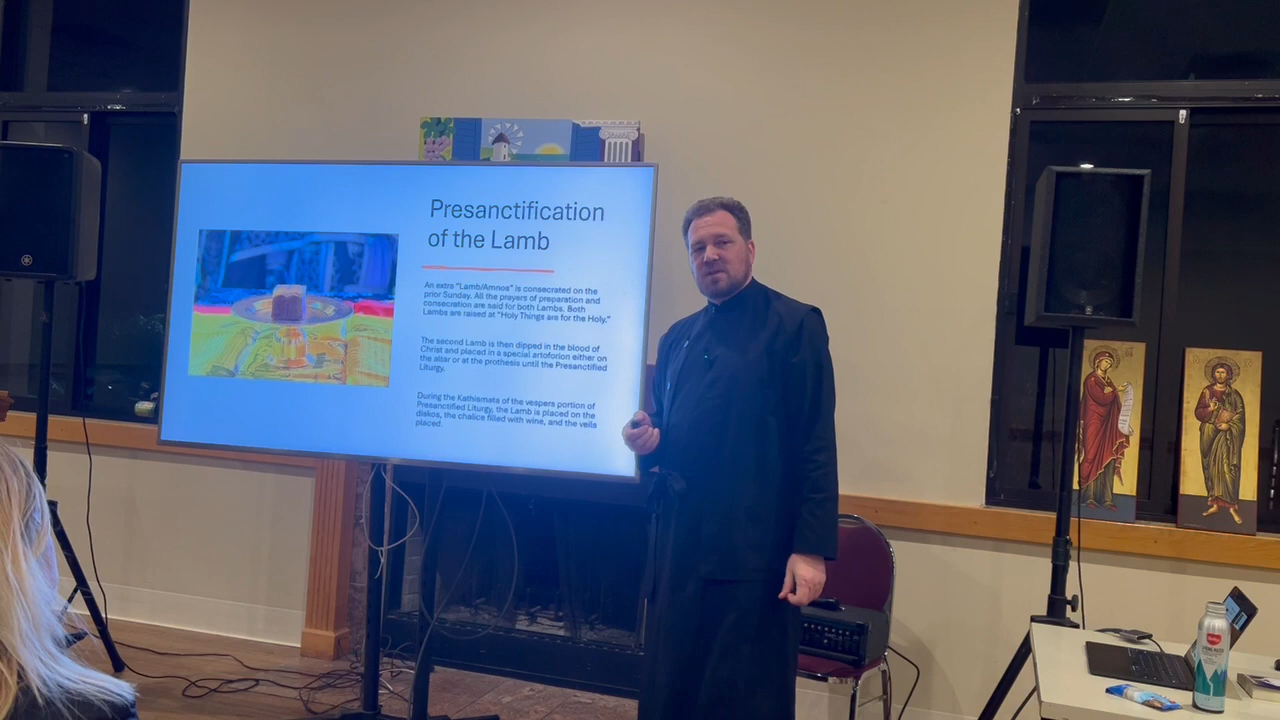 Presanctification
of the Lamb
An extra "Lamb/Amnos" is consecrated on the
prior Sunday. All the prayers of preparation and
consecration are said for both Lambs. Both
Lambs are raised at "Holy Things are for the Holy."
The second Lamb is then dipped in the blood of
Christ and placed in a special artoforion either on
the altar or at the prothesis until the Presanctified
Liturgy.
During the Kathismata of the vespers portion of
Presanctified Liturgy, the Lamb is placed on the
diskos, the chalice filled with wine, and the veils
placed.